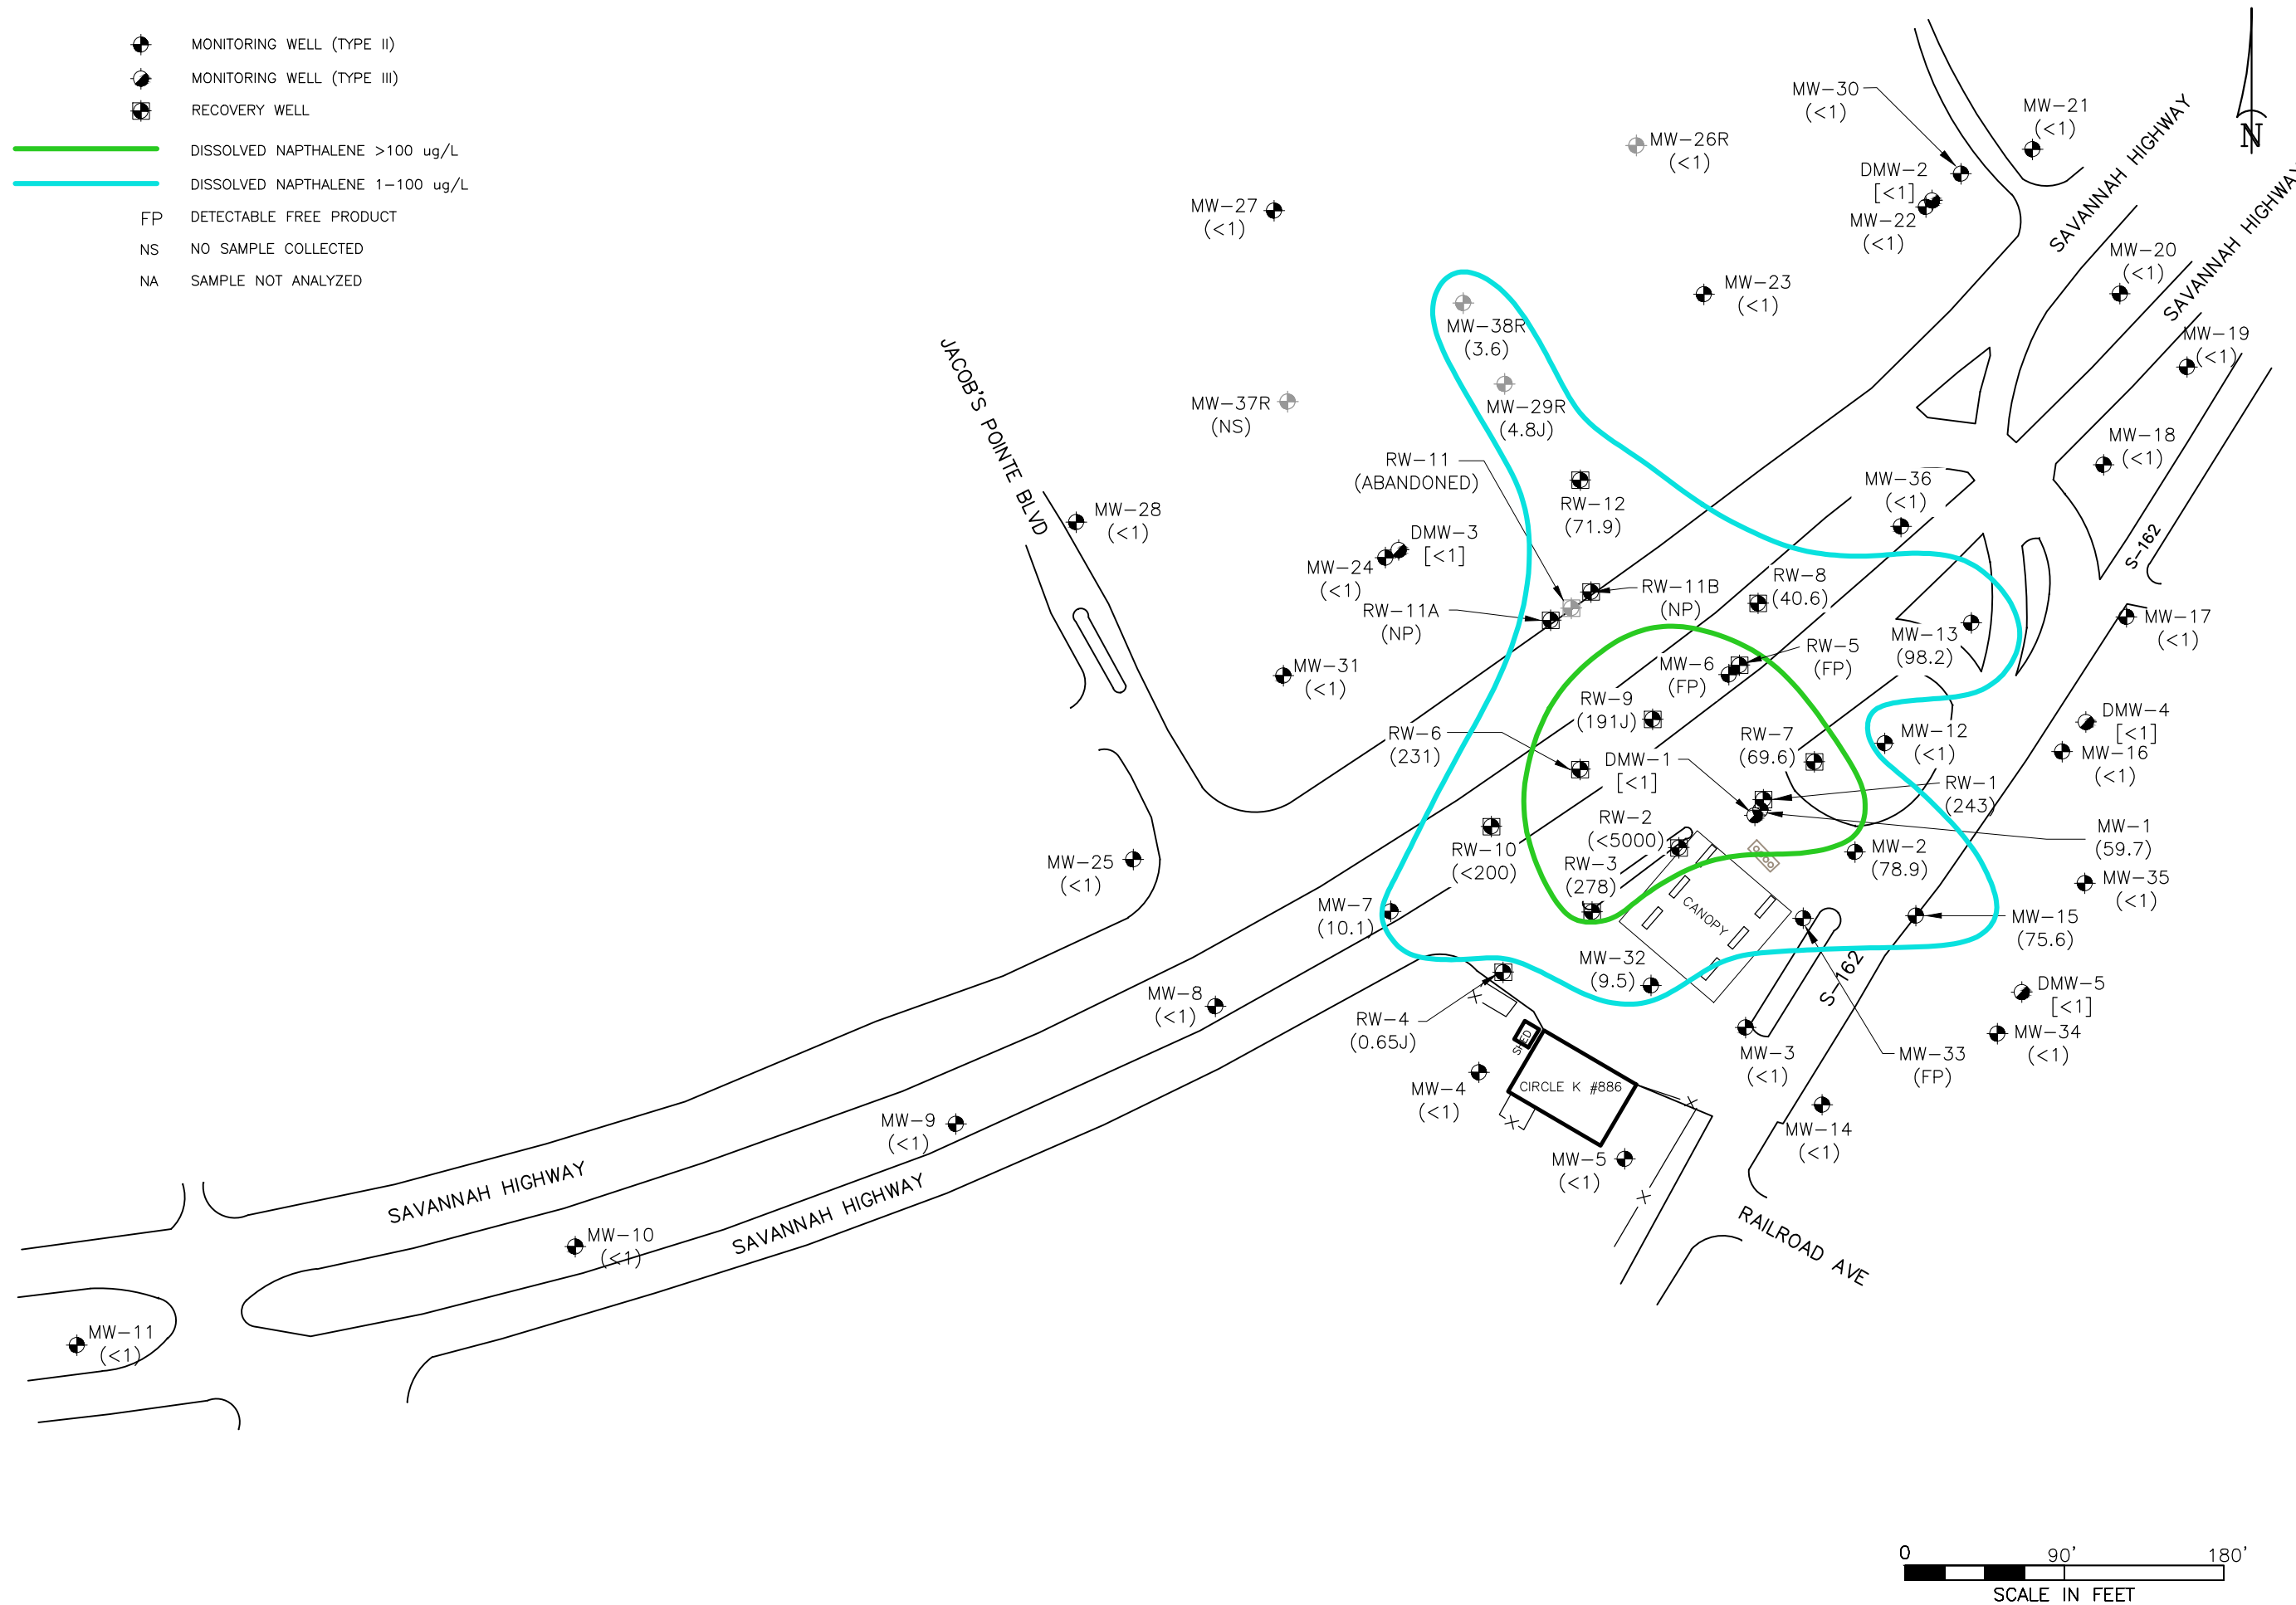 MONITORING WELL (TYPE II)
MONITORING WELL (TYPE III)
RECOVERY WELL
DISSOLVED NAPTHALENE >100 ug/L
DISSOLVED NAPTHALENE 1-100 ug/L
FP DETECTABLE FREE PRODUCT
NS NO SAMPLE COLLECTED
NA SAMPLE NOT ANALYZED
N
MW-30
(<1)
MW-21
(<1)
SAVANNAH HIGHWAY
SAVANNAH HIGHWAY
MW-26R
(<1)
DMW-2
[<1]
MW-22
(<1)
MW-27
(<1)
MW-20
(<1)
MW-23
(<1)
MW-19
(<1)
MW-38R
(3.6)
JACOB'S POINTE BLVD
MW-37R
(NS)
MW-29R
(4.8J)
MW-18
(<1)
RW-11
(ABANDONED)
MW-36
(<1)
RW-12
(71.9)
MW-28
(<1)
DMW-3
[<1]
S-162
MW-24
(<1)
RW-8
(40.6)
RW-11B
(NP)
RW-11A
(NP)
MW-17
(<1)
MW-13
(98.2)
RW-5
(FP)
MW-6
(FP)
MW-31
(<1)
RW-9
(191J)
DMW-4
[<1]
MW-16
(<1)
RW-6
(231)
RW-7
(69.6)
MW-12
(<1)
DMW-1
[<1]
RW-1
(243)
RW-2
(<5000)
MW-1
(59.7)
RW-10
(<200)
MW-2
(78.9)
MW-25
(<1)
RW-3
(278)
MW-35
(<1)
MW-7
(10.1)
CANOPY
MW-15
(75.6)
MW-32
(9.5)
S-162
MW-8
(<1)
DMW-5
[<1]
X
RW-4
(0.65J)
SHED
MW-34
(<1)
MW-3
(<1)
MW-33
(FP)
MW-4
(<1)
CIRCLE K #886
X
X
MW-9
(<1)
MW-14
(<1)
MW-5
(<1)
X
SAVANNAH HIGHWAY
SAVANNAH HIGHWAY
RAILROAD AVE
MW-10
(<1)
MW-11
(<1)
0 90' 180'
SCALE IN FEET